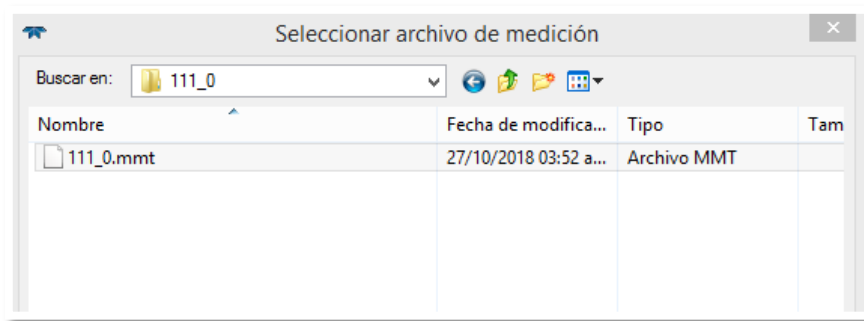 Seleccionar archivo de medición
Buscar en: 111_0
Nombre Fecha de modifica... Tipo Tam
111_0.mmt 27/10/2018 03:52 a... Archivo MMT